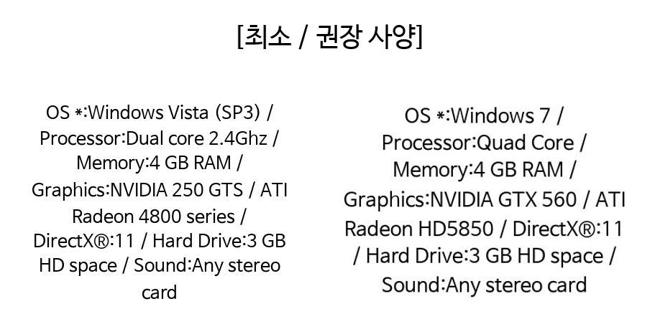 [최소 / 권장 사양]
OS *:Windows Vista (SP3) /
Processor:Dual core 2.4Ghz /
Memory:4 GB RAM /
Graphics:NVIDIA 250 GTS / ATI
Radeon 4800 series /
DirectX®:11 / Hard Drive:3 GB
HD space / Sound:Any stereo
card
OS *:Windows 7 /
Processor:Quad Core /
Memory:4 GB RAM /
Graphics:NVIDIA GTX 560 / ATI
Radeon HD5850 / DirectX®:11
/ Hard Drive:3 GB HD space /
Sound:Any stereo card